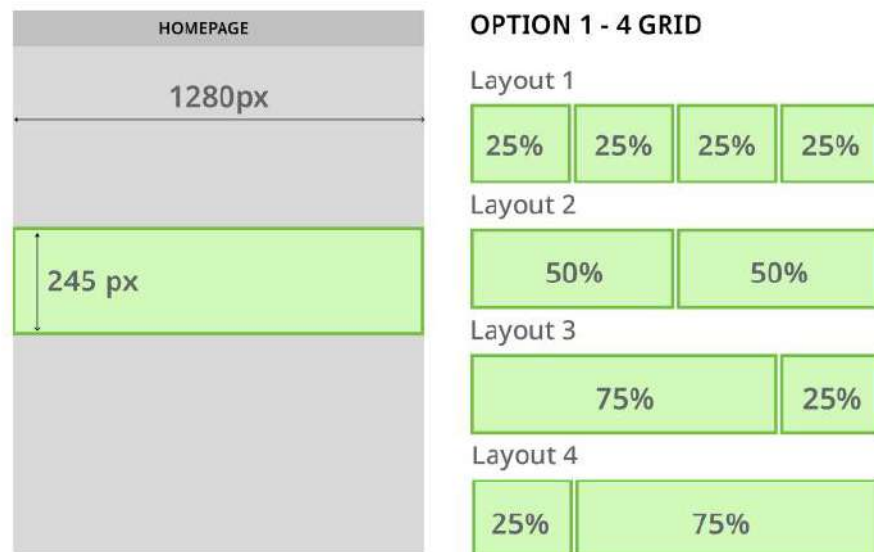 HOMEPAGE
1280px
245 px
OPTION 1 - 4 GRID
Layout 1
25% 25% 25% 25%
Layout 2
50% 50%
Layout 3
75% 25%
Layout 4
25% 75%